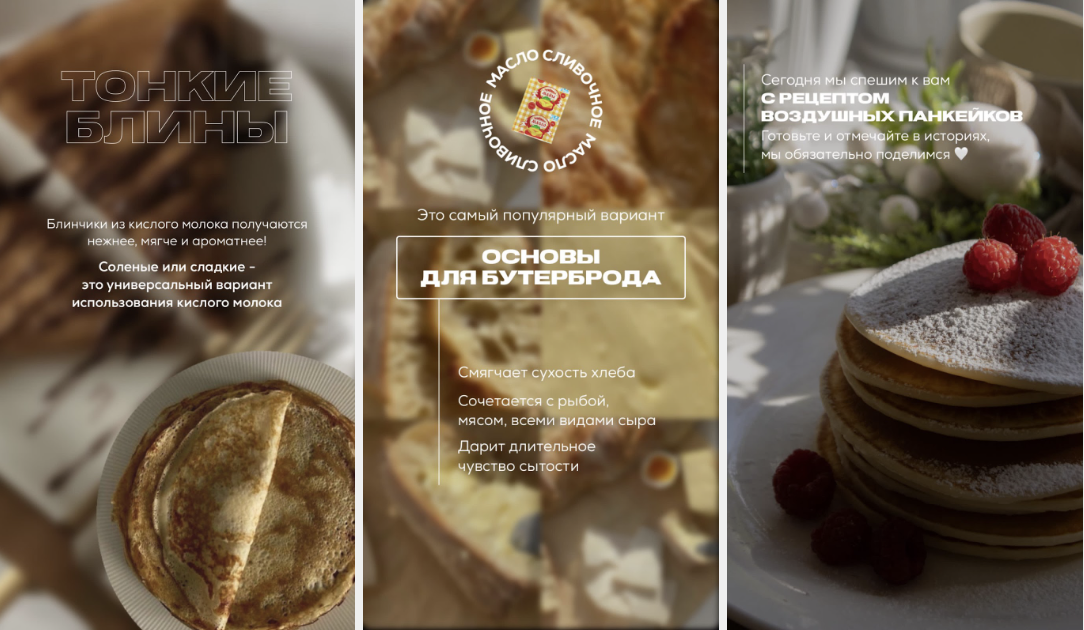 ТОНКИЕ
БЛИНЫ
Блинчики из кислого молока получаются
нежнее, мягче и ароматнее!
Соленые или сладкие -
это универсальный вариант
использования кислого молока
МАСЛО СЛИВОЧНОЕ МАСЛО СЛИВОЧНОЕ
Это самый популярный вариант
ОСНОВЫ
ДЛЯ БУТЕРБРОДА
Смягчает сухость хлеба
Сочетается с рыбой,
мясом, всеми видами сыра
Дарит длительное
чувство сытости
Сегодня мы спешим к вам
С РЕЦЕПТОМ
ВОЗДУШНЫХ ПАНКЕЙКОВ
Готовьте и отмечайте в историях,
мы обязательно поделимся 🤍